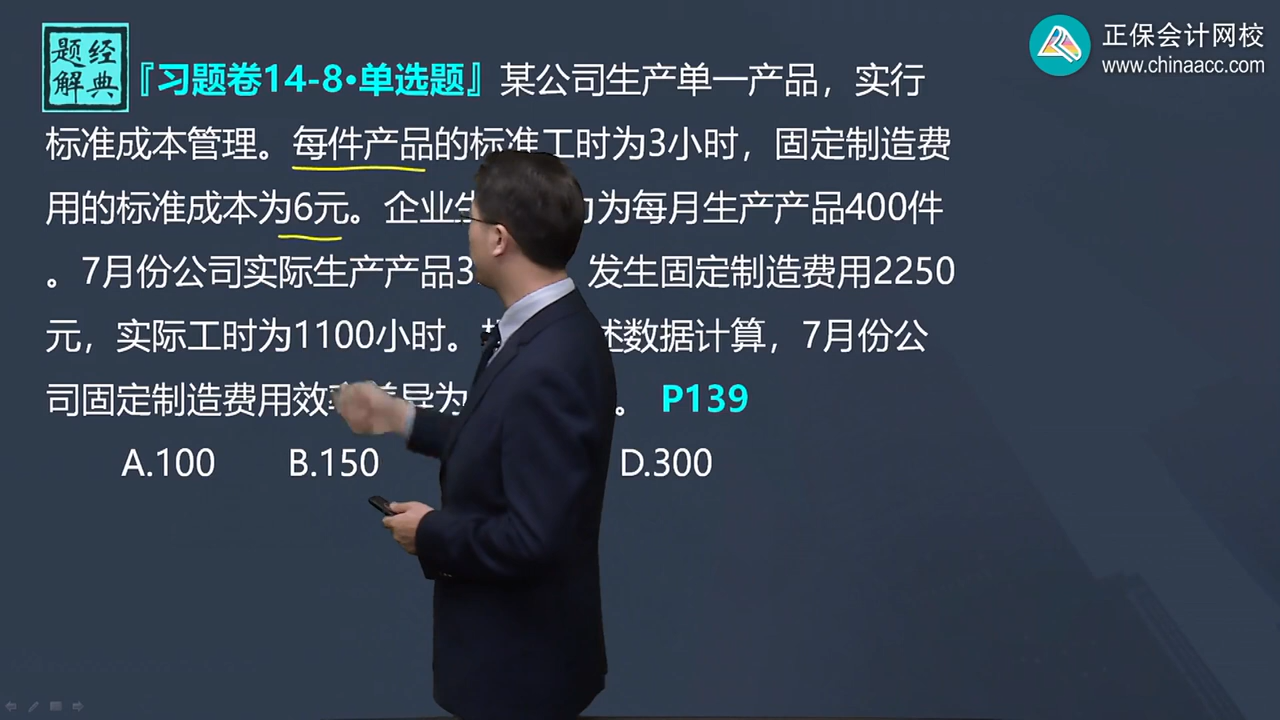 正保会计网校
www.chinaacc.com
经典题解
『习题卷14-8•单选题』某公司生产单一产品，实行
标准成本管理。每件产品的标准工时为3小时，固定制造费
用的标准成本为6元。企业生 为每月生产产品400件
。7月份公司实际生产产品3 发生固定制造费用2250
元，实际工时为1100小时。 数据计算，7月份公
司固定制造费用效率差异为 。 P139
A.100 B.150 D.300